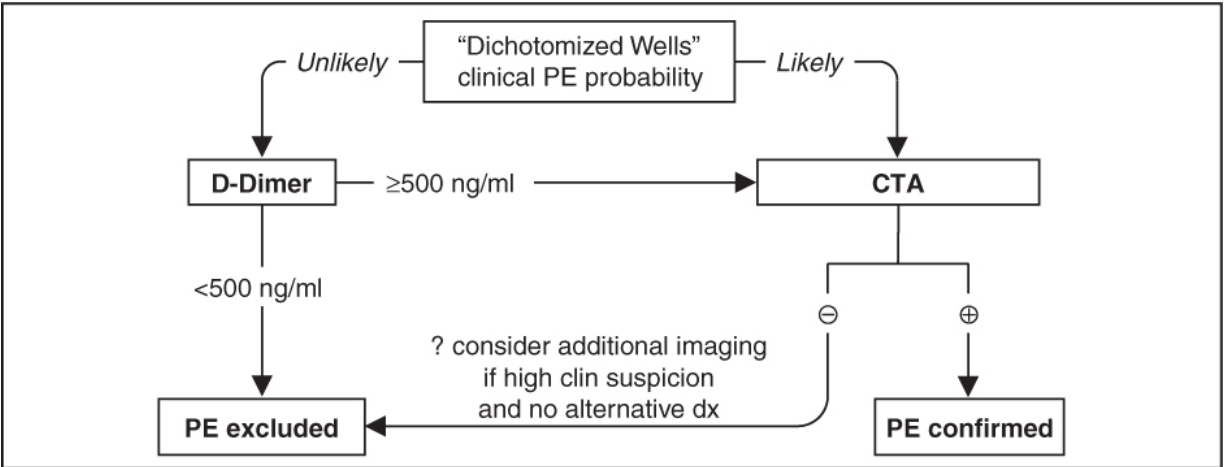 “Dichotomized Wells”
clinical PE probability
Unlikely
Likely
D-Dimer
≥500 ng/ml
CTA
<500 ng/ml
⊖
⊕
? consider additional imaging
if high clin suspicion
and no alternative dx
PE excluded
PE confirmed